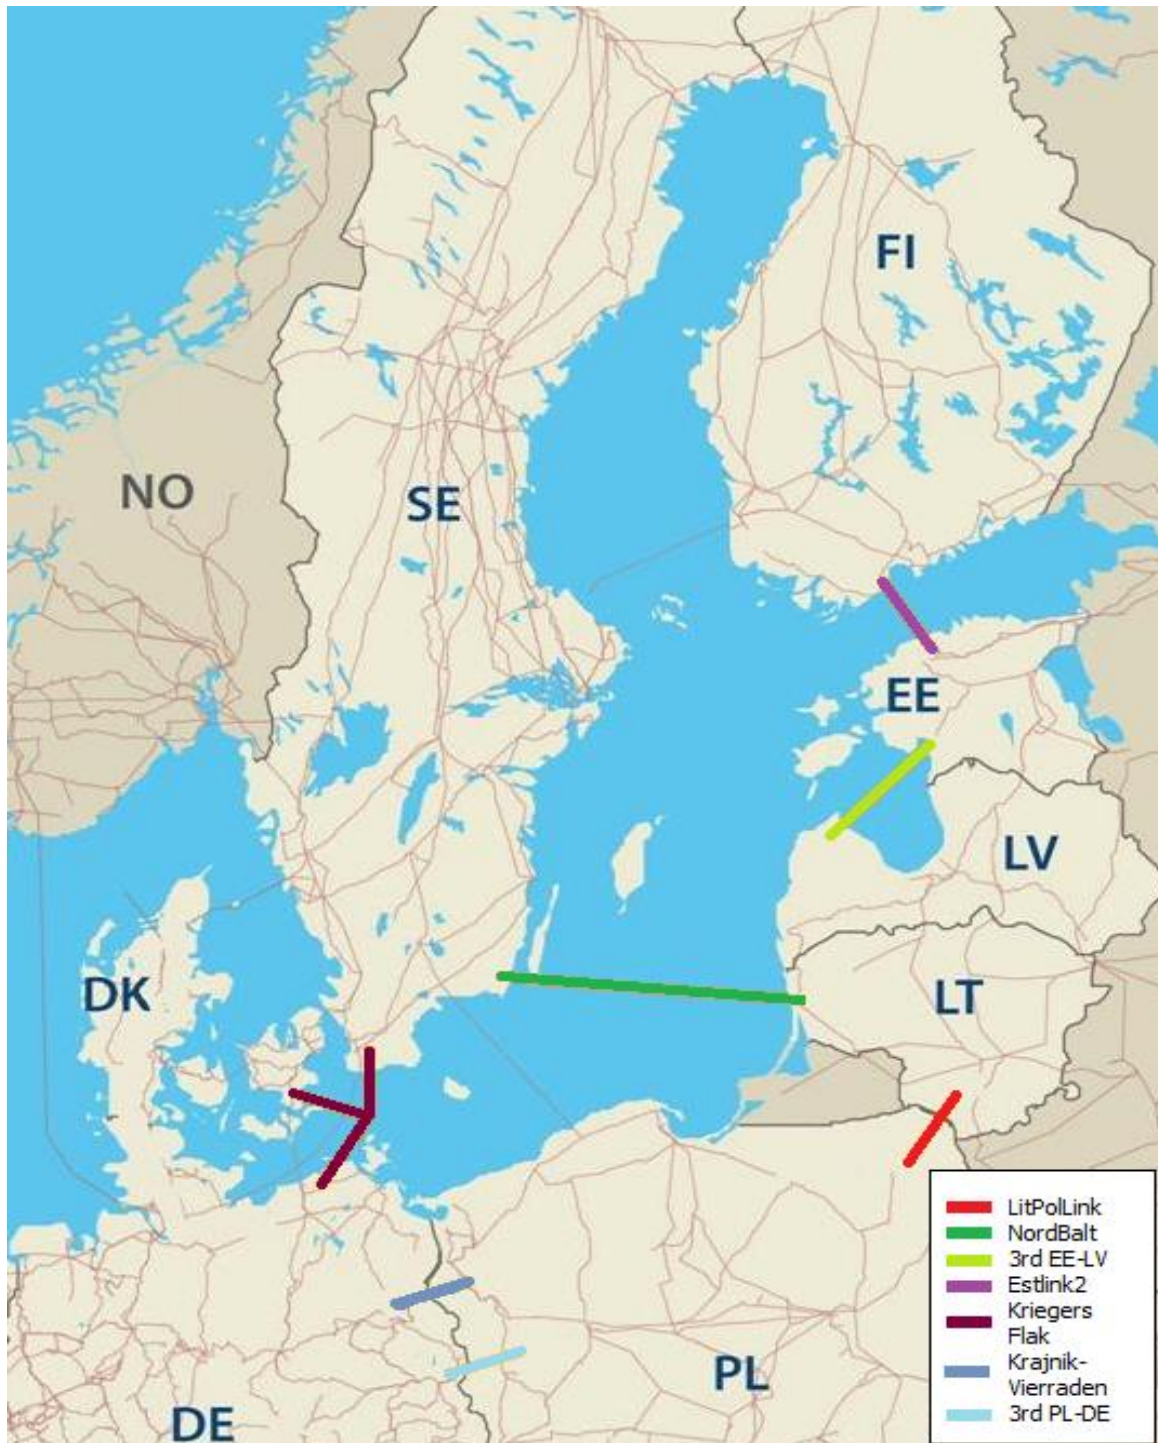 FI
NO
SE
EE
LV
DK
LT
LitPolLink
NordBalt
3rd EE-LV
Estlink2
Kriegers
Flak
Krajnik-
Vierraden
3rd PL-DE
PL
DE